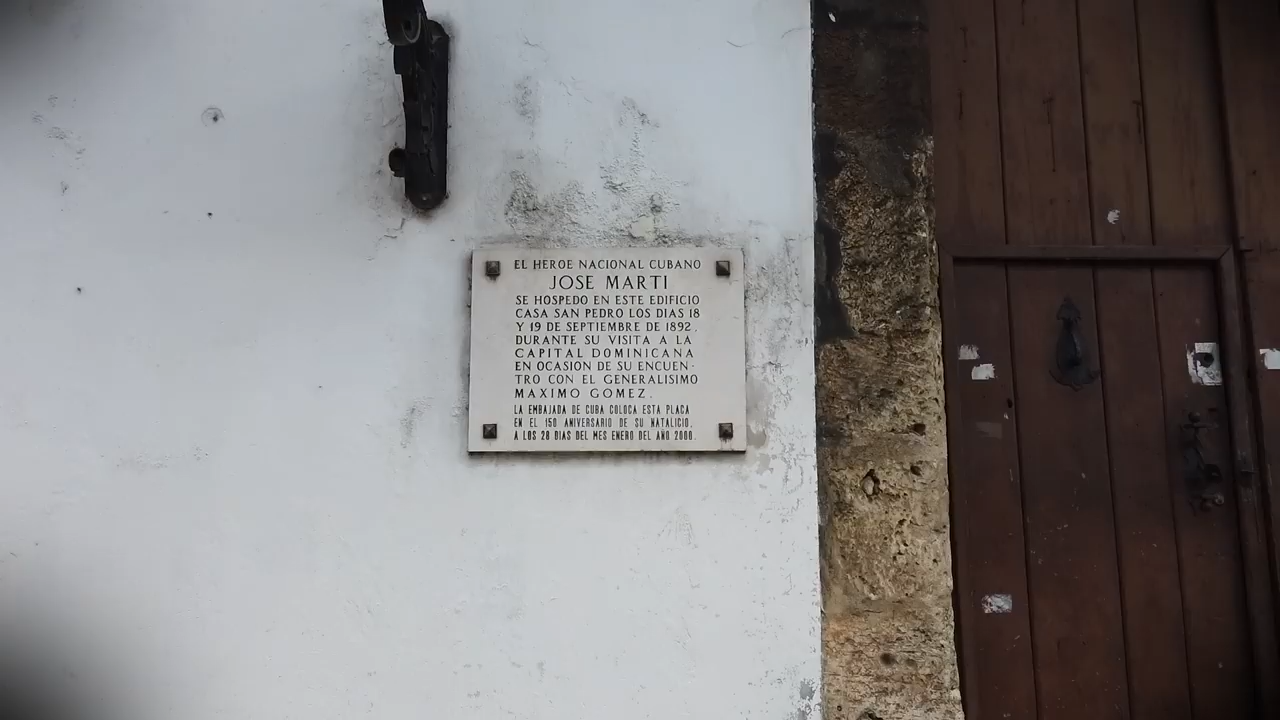 EL HEROE NACIONAL CUBANO
JOSE MARTI
SE HOSPEDO EN ESTE EDIFICIO
CASA SAN PEDRO LOS DIAS 18
Y 19 DE SEPTIEMBRE DE 1892.
DURANTE SU VISITA A LA
CAPITAL DOMINICANA
EN OCASION DE SU ENCUEN-
TRO CON EL GENERALISIMO
MAXIMO GOMEZ.
LA EMBAJADA DE CUBA COLOCA ESTA PLACA
EN EL 150 ANIVERSARIO DE SU NATALICIO,
A LOS 28 DIAS DEL MES ENERO DEL AÑO 2000.